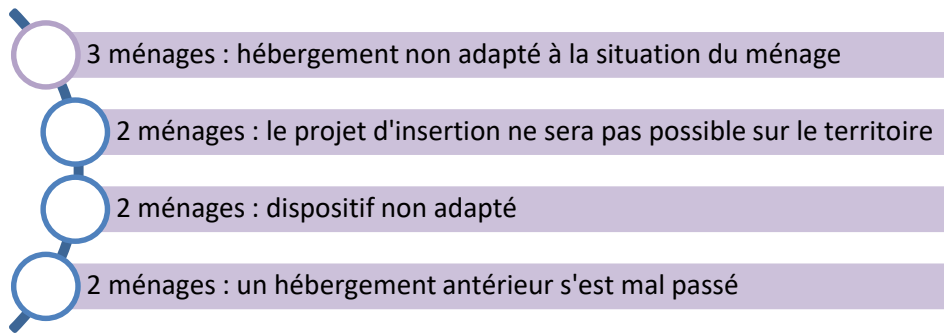 3 ménages : hébergement non adapté à la situation du ménage
2 ménages : le projet d'insertion ne sera pas possible sur le territoire
2 ménages : dispositif non adapté
2 ménages : un hébergement antérieur s'est mal passé